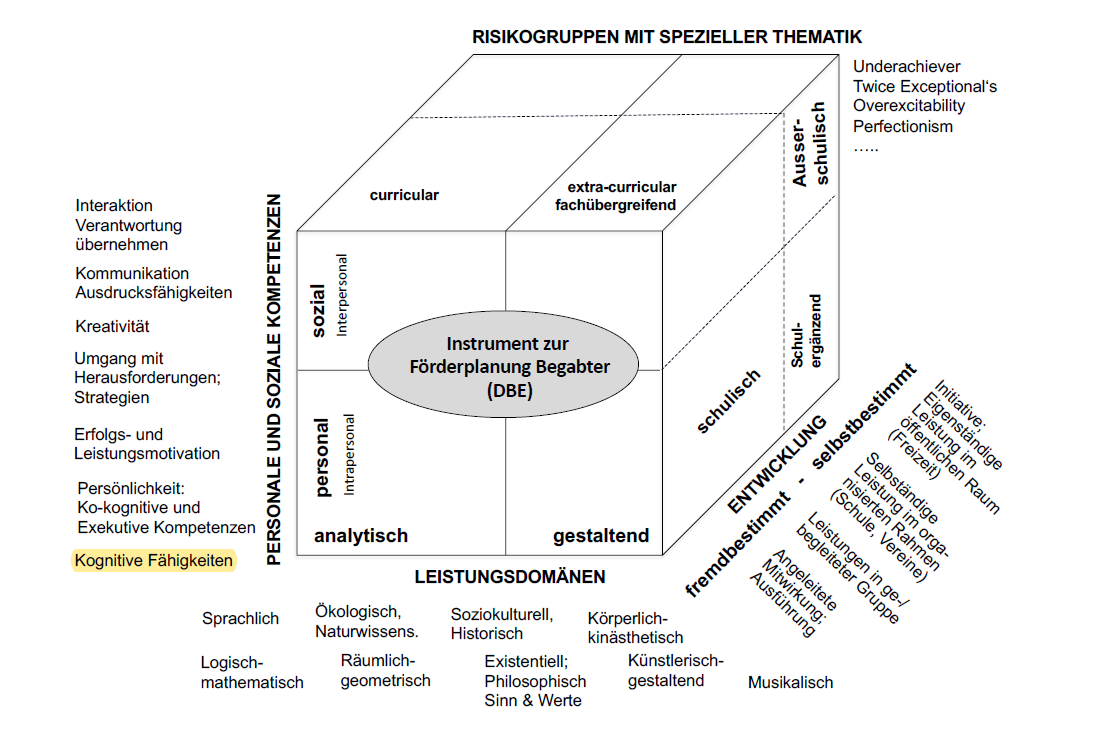 RISIKOGRUPPEN MIT SPEZIELLER THEMATIK
Underachiever
Twice Exceptional‘s
Overexcitability
Perfectionism
…..
Ausser-
schulisch
curricular
extra-curricular
fachübergreifend
PERSONALE UND SOZIALE KOMPETENZEN
Interaktion
Verantwortung
übernehmen
Kommunikation
Ausdrucksfähigkeiten
Kreativität
Umgang mit
Herausforderungen;
Strategien
Erfolgs- und
Leistungsmotivation
Persönlichkeit:
Ko-kognitive und
Exekutive Kompetenzen
Kognitive Fähigkeiten
sozial
Interpersonal
personal
Intrapersonal
Instrument zur
Förderplanung Begabter
(DBE)
Schul-
ergänzend
schulisch
analytisch
gestaltend
ENTWICKLUNG
fremdbestimmt - selbstbestimmt
Initiative;
Eigenständige
Leistung im
öffentlichen Raum
(Freizeit)
Selbständige
Leistung im orga-
nisierten Rahmen
(Schule, Vereine)
Leistungen in ge-/
begleiteter Gruppe
Angeleitete
Mitwirkung;
Ausführung
LEISTUNGSDOMÄNEN
Sprachlich
Ökologisch,
Naturwissens.
Soziokulturell,
Historisch
Körperlich-
kinästhetisch
Logisch-
mathematisch
Räumlich-
geometrisch
Existentiell;
Philosophisch
Sinn & Werte
Künstlerisch-
gestaltend
Musikalisch